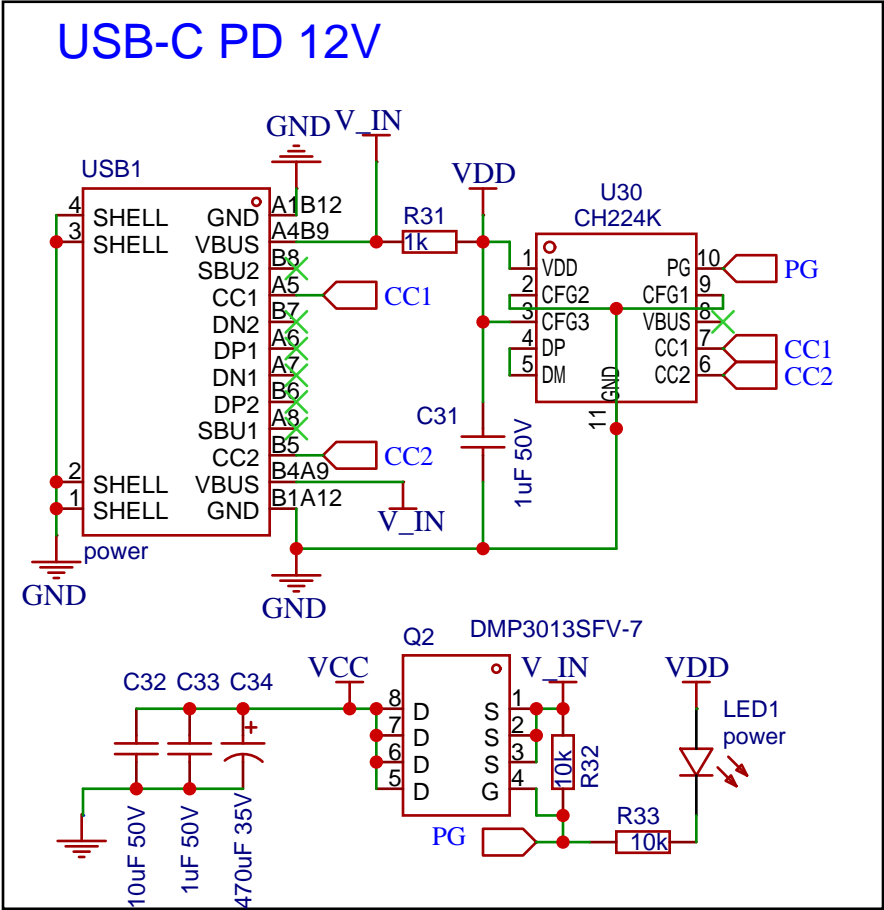 USB-C PD 12V
GND V_IN
USB1
VDD
U30
CH224K
4 SHELL GND A1B12
3 SHELL VBUS A4B9
SBU2 B8
CC1 A5 CC1
DN2 B7
DP1 A6
DN1 A7
DP2 B6
SBU1 A8
CC2 B5 CC2
2 SHELL VBUS B4A9
1 SHELL GND B1A12
power
GND
V_IN
GND
R31
1k
1 VDD PG 10 PG
2 CFG2 CFG1 9
3 CFG3 VBUS 8
4 DP CC1 7 CC1
5 DM CC2 6 CC2
11 GND
C31
1uF 50V
Q2 DMP3013SFV-7
VCC V_IN VDD
C32 C33 C34
+
8 D S 1
7 D S 2
6 D S 3
5 D G 4
10k
R32
LED1
power
PG
R33
10k
10uF 50V
1uF 50V
470uF 35V